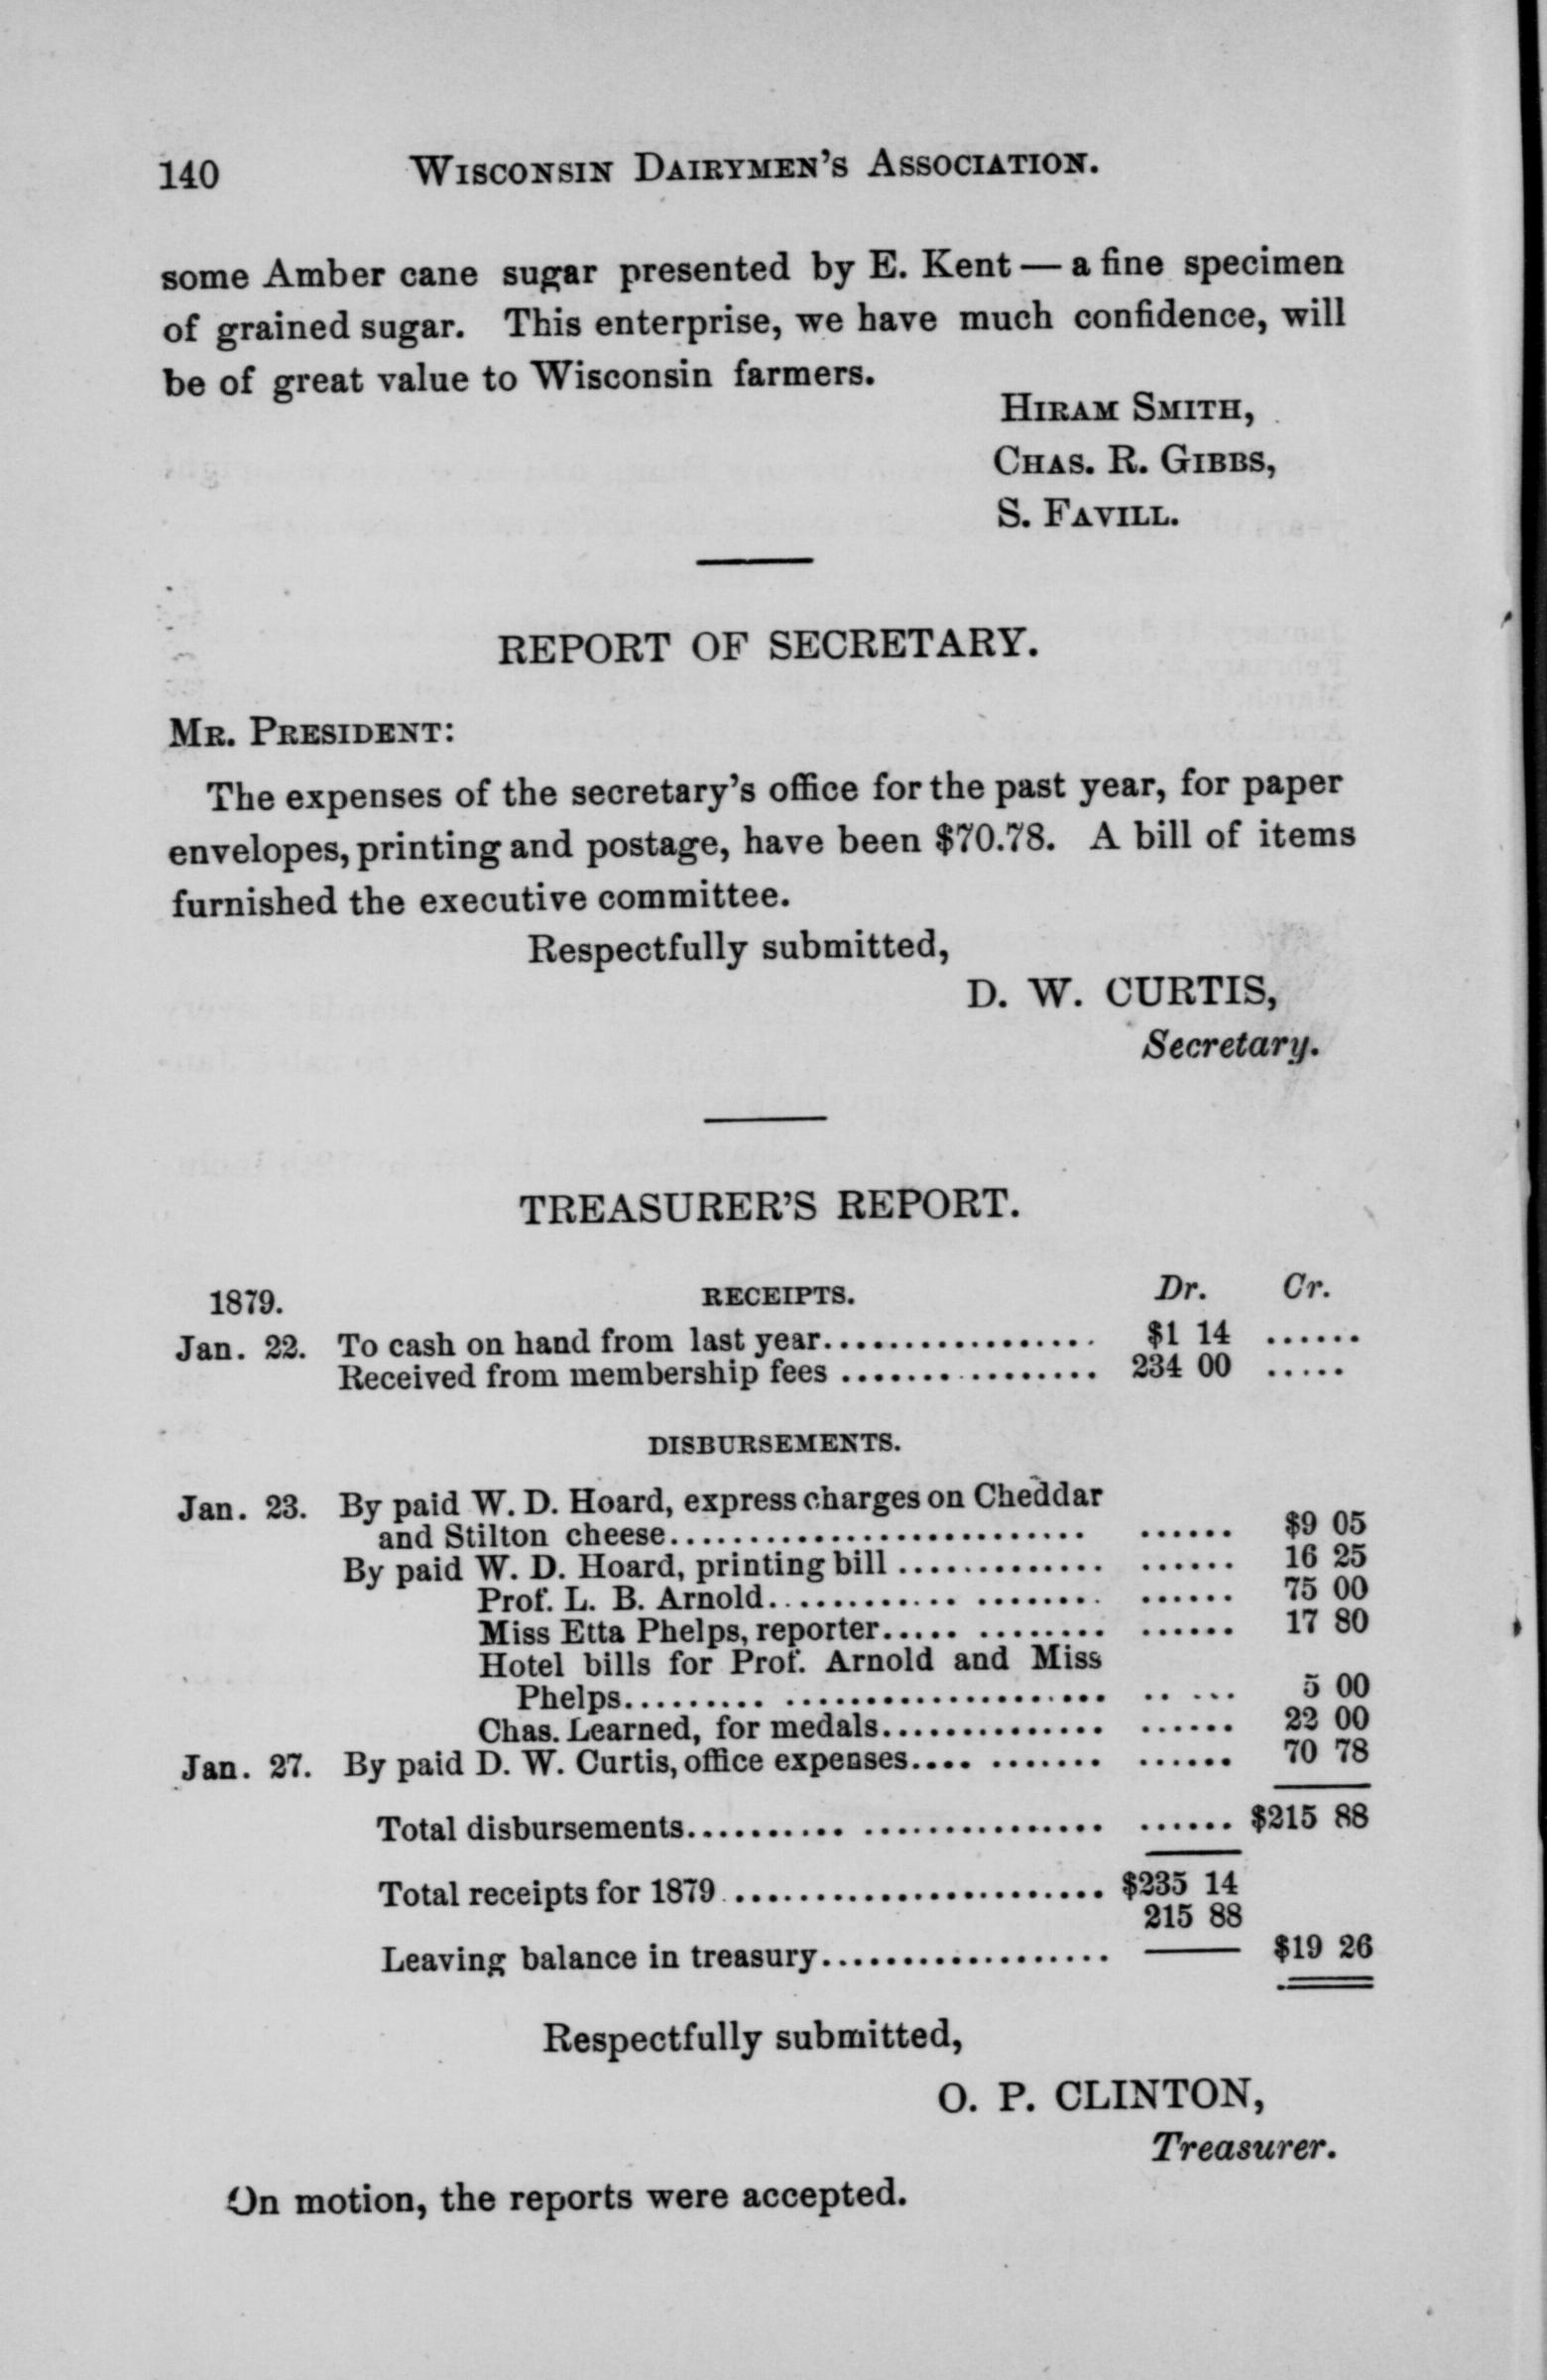 140 WISCONSIN DAIRYMEN'S ASSOCIATION.
some Amber cane sugar presented by E. Kent — a fine specimen
of grained sugar. This enterprise, we have much confidence, will
be of great value to Wisconsin farmers.
HIRAM SMITH,
CHAS. R. GIBBS,
S. FAVILL.
REPORT OF SECRETARY.
MR. PRESIDENT:
The expenses of the secretary's office for the past year, for paper
envelopes, printing and postage, have been $70.78. A bill of items
furnished the executive committee.
Respectfully submitted,
D. W. CURTIS,
Secretary.
TREASURER'S REPORT.
1879. RECEIPTS. Dr. Cr.
Jan. 22. To cash on hand from last year.................. $1 14 ......
Received from membership fees ................ 234 00 .....
DISBURSEMENTS.
Jan. 23. By paid W. D. Hoard, express charges on Cheddar
and Stilton cheese.......................... ...... $9 05
By paid W. D. Hoard, printing bill ............. ...... 16 25
Prof. L. B. Arnold............ ........ ...... 75 00
Miss Etta Phelps, reporter..... ........ ...... 17 80
Hotel bills for Prof. Arnold and Miss
Phelps......... .................... .. ... 5 00
Chas. Learned, for medals.............. ...... 22 00
Jan. 27. By paid D. W. Curtis, office expenses.... ....... ...... 70 78
Total disbursements.......... ............... ...... $215 88
Total receipts for 1879 ........................ $235 14
215 88
Leaving balance in treasury.................. $19 26
Respectfully submitted,
O. P. CLINTON,
Treasurer.
On motion, the reports were accepted.